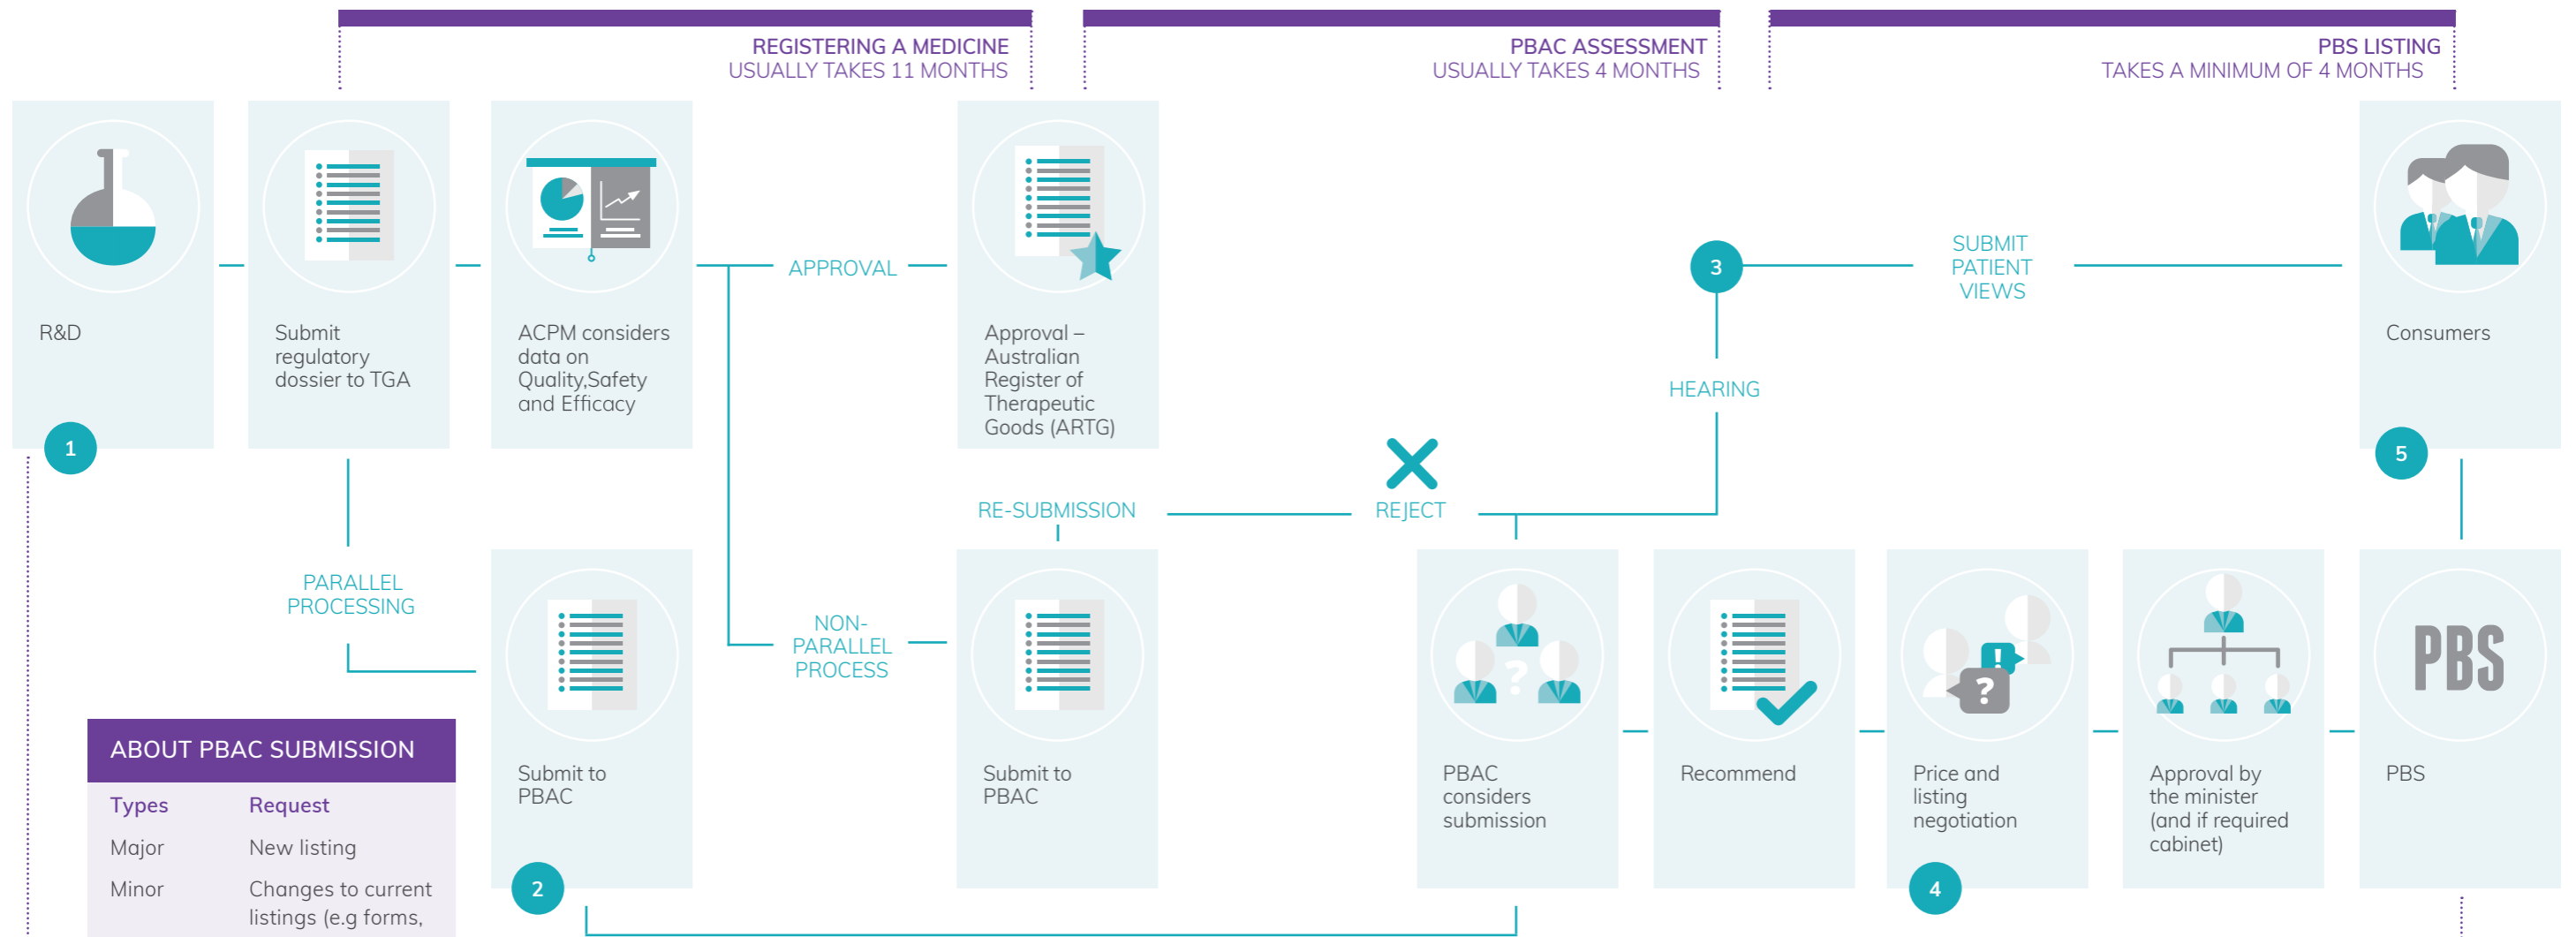 REGISTERING A MEDICINE
USUALLY TAKES 11 MONTHS
PBAC ASSESSMENT
USUALLY TAKES 4 MONTHS
PBS LISTING
TAKES A MINIMUM OF 4 MONTHS
R&D
1
Submit
regulatory
dossier to TGA
ACPM considers
data on
Quality,Safety
and Efficacy
APPROVAL
Approval –
Australian
Register of
Therapeutic
Goods (ARTG)
3
SUBMIT
PATIENT
VIEWS
Consumers
5
HEARING
RE-SUBMISSION
REJECT
PARALLEL
PROCESSING
NON-
PARALLEL
PROCESS
Submit to
PBAC
2
Submit to
PBAC
?
PBAC
considers
submission
Recommend
!
?
Price and
listing
negotiation
4
Approval by
the minister
(and if required
cabinet)
PBS
PBS
ABOUT PBAC SUBMISSION
Types Request
Major New listing
Minor Changes to current
listings (e.g forms,